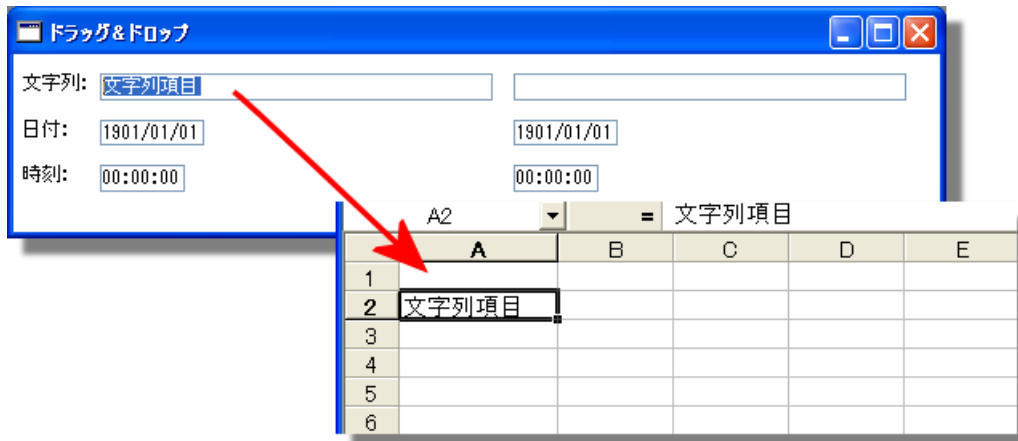 ドラッグ&ドロップ
文字列: 文字列項目
日付: 1901/01/01 1901/01/01
時刻: 00:00:00 00:00:00
A2 = 文字列項目
A B C D E
1
2 文字列項目
3
4
5
6